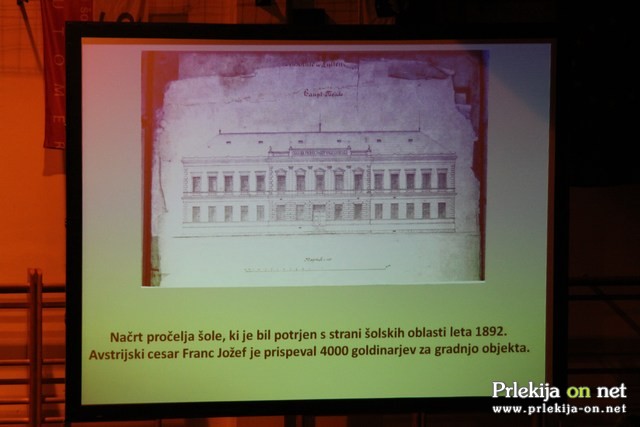 UTOMER
Načrt pročelja šole, ki je bil potrjen s strani šolskih oblasti leta 1892.
Avstrijski cesar Franc Jožef je prispeval 4000 goldinarjev za gradnjo objekta.
Prlekija on net
www.prlekija-on.net